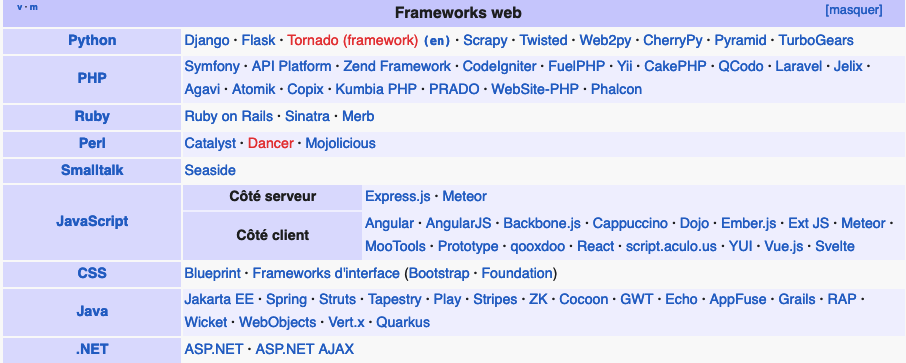 v · m
Frameworks web
[masquer]
Python
Django · Flask · Tornado (framework) (en) · Scrapy · Twisted · Web2py · CherryPy · Pyramid · TurboGears
PHP
Symfony · API Platform · Zend Framework · CodeIgniter · FuelPHP · Yii · CakePHP · QCodo · Laravel · Jelix ·
Agavi · Atomik · Copix · Kumbia PHP · PRADO · WebSite-PHP · Phalcon
Ruby
Ruby on Rails · Sinatra · Merb
Perl
Catalyst · Dancer · Mojolicious
Smalltalk
Seaside
JavaScript
Côté serveur
Express.js · Meteor
Côté client
Angular · AngularJS · Backbone.js · Cappuccino · Dojo · Ember.js · Ext JS · Meteor ·
MooTools · Prototype · qooxdoo · React · script.aculo.us · YUI · Vue.js · Svelte
CSS
Blueprint · Frameworks d'interface (Bootstrap · Foundation)
Java
Jakarta EE · Spring · Struts · Tapestry · Play · Stripes · ZK · Cocoon · GWT · Echo · AppFuse · Grails · RAP ·
Wicket · WebObjects · Vert.x · Quarkus
.NET
ASP.NET · ASP.NET AJAX